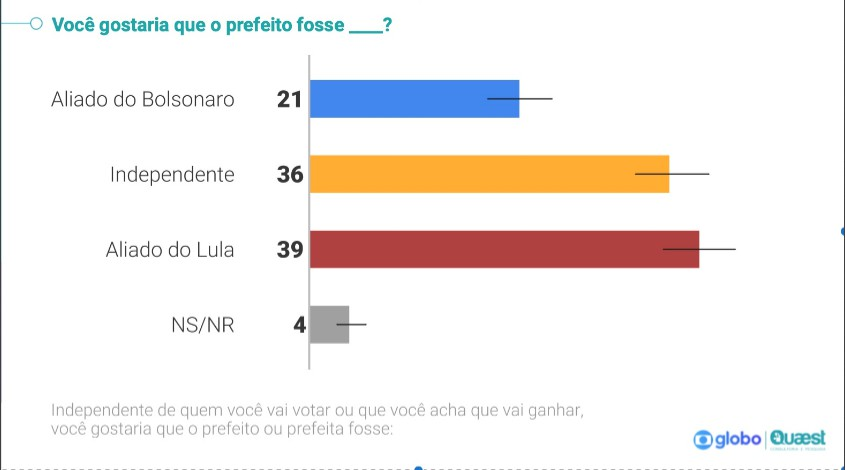 Você gostaria que o prefeito fosse ____?
Aliado do Bolsonaro 21
Independente 36
Aliado do Lula 39
NS/NR 4
Independente de quem você vai votar ou que você acha que vai ganhar,
você gostaria que o prefeito ou prefeita fosse:
globo | Quæst
CONSULTORIA E PESQUISA